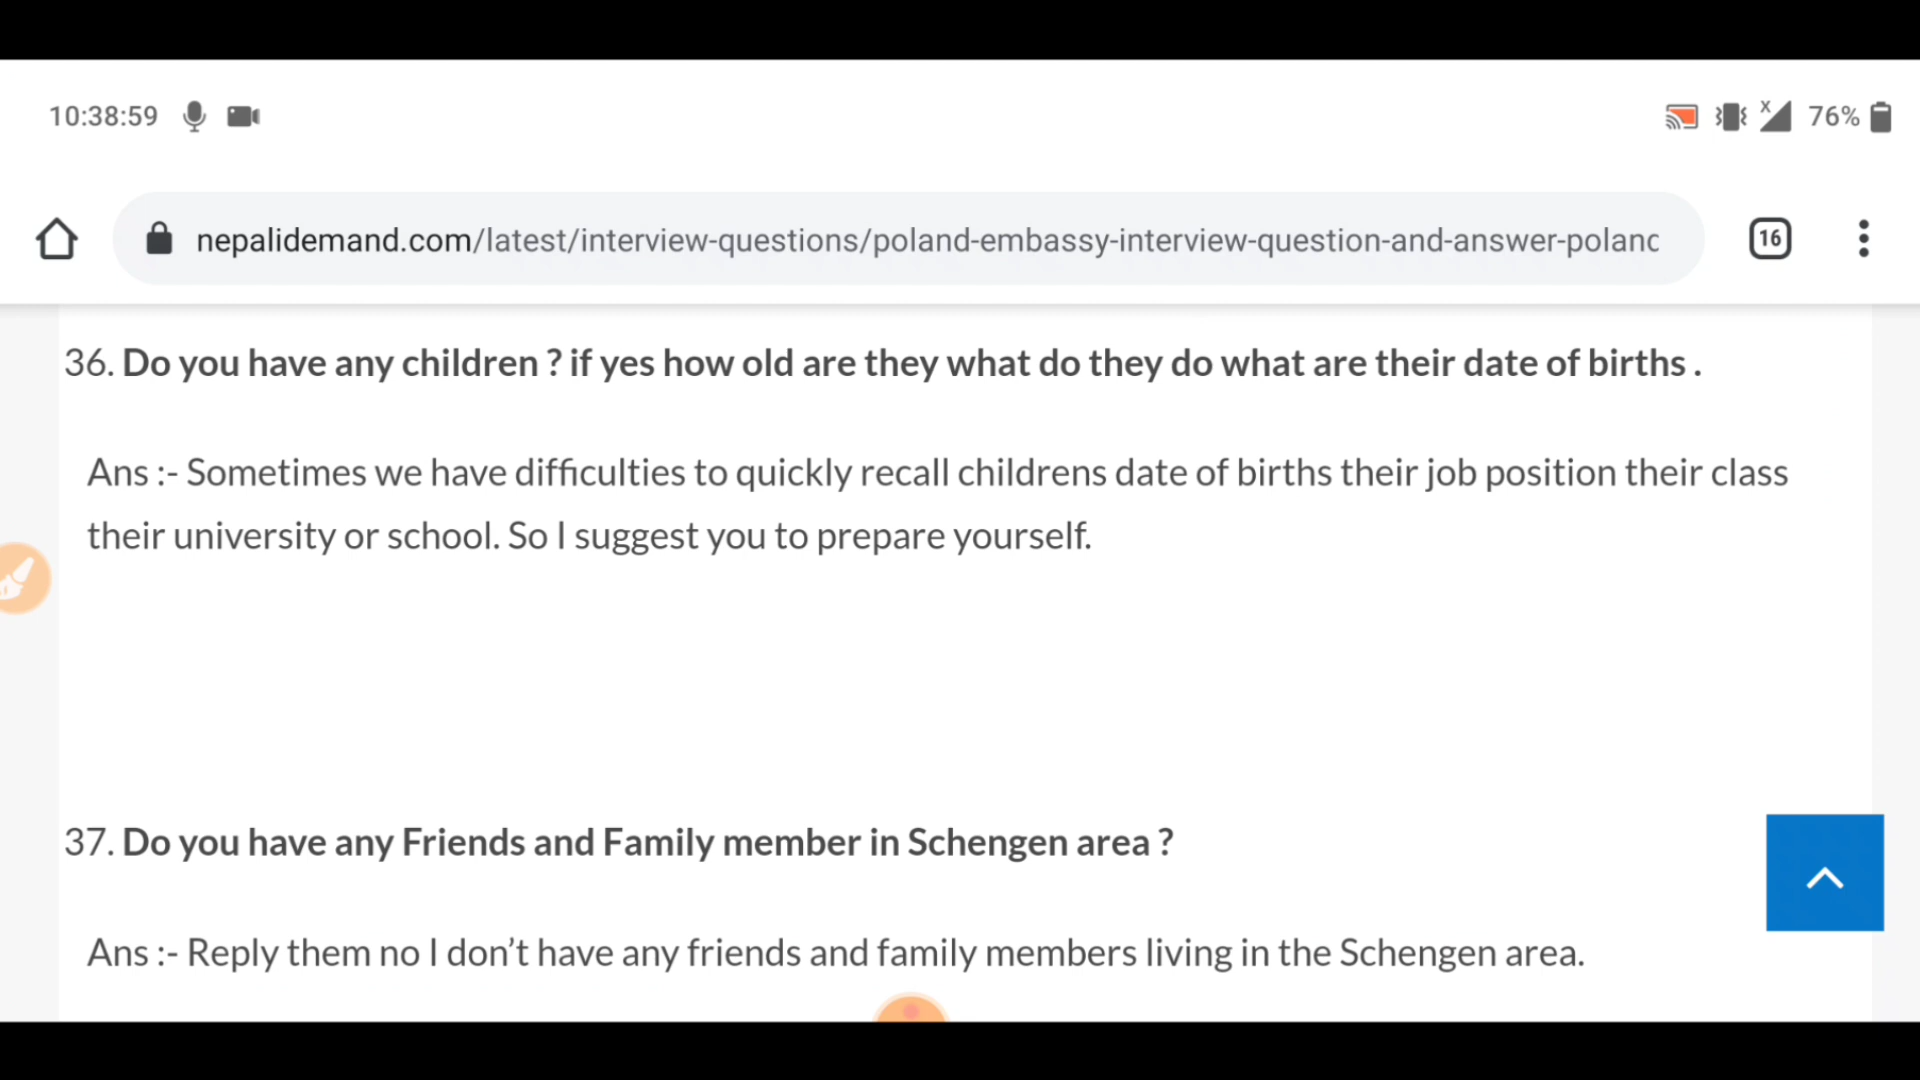 10:38:59
x 76%
nepalidemand.com/latest/interview-questions/poland-embassy-interview-question-and-answer-polanc
16
36. Do you have any children ? if yes how old are they what do they do what are their date of births .
Ans :- Sometimes we have difficulties to quickly recall childrens date of births their job position their class
their university or school. So I suggest you to prepare yourself.
37. Do you have any Friends and Family member in Schengen area ?
Ans :- Reply them no I don’t have any friends and family members living in the Schengen area.